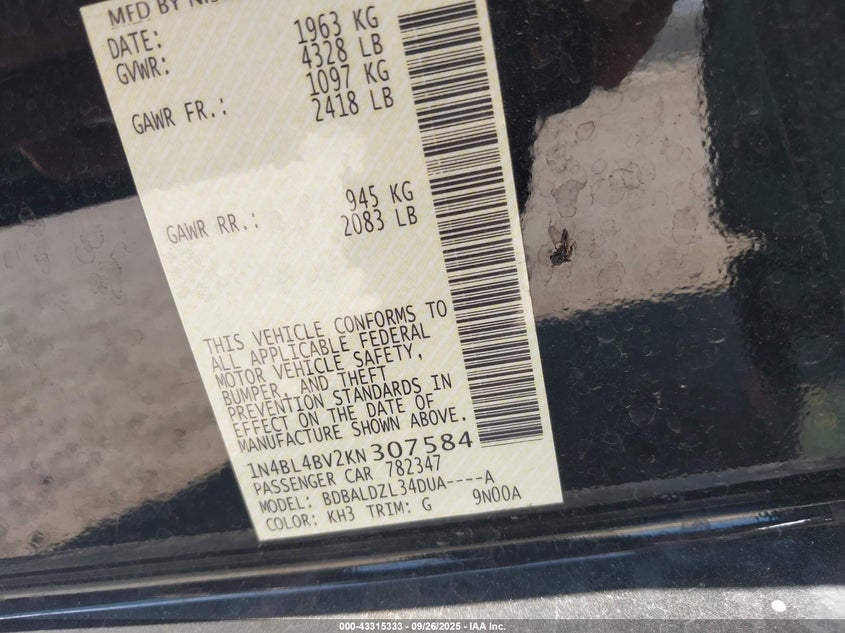 MFD BY NIS
DATE:
GVWR: 1963 KG
4328 LB
GAWR FR.: 1097 KG
2418 LB
GAWR RR.: 945 KG
2083 LB
THIS VEHICLE CONFORMS TO
ALL APPLICABLE FEDERAL
MOTOR VEHICLE SAFETY,
BUMPER, AND THEFT
PREVENTION STANDARDS IN
EFFECT ON THE DATE OF
MANUFACTURE SHOWN ABOVE.
1N4BL4BV2KN307584
PASSENGER CAR 782347
MODEL: BDBALDZL34DUA----A
COLOR: KH3 TRIM: G 9N00A
000-43315333 - 09/26/2025 - IAA Inc.